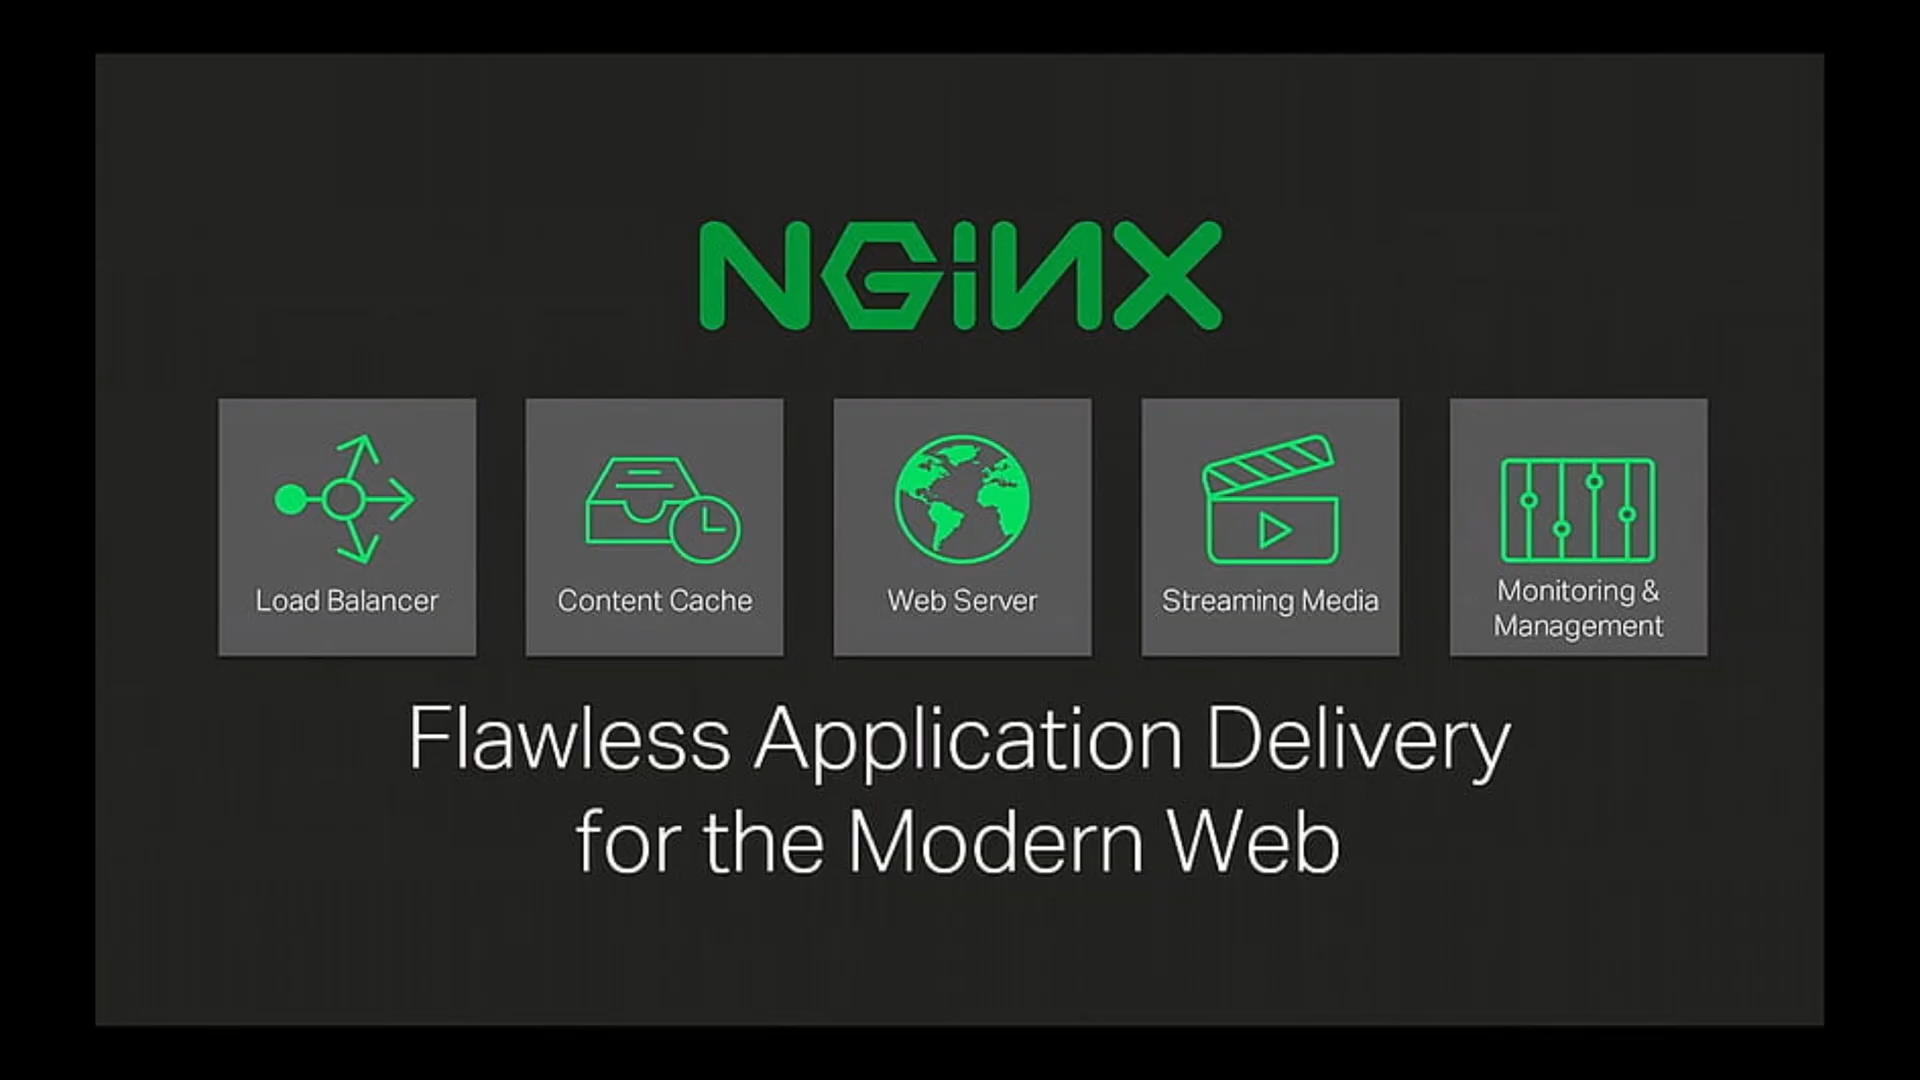 NGINX
Load Balancer
Content Cache
Web Server
Streaming Media
Monitoring &
Management
Flawless Application Delivery
for the Modern Web